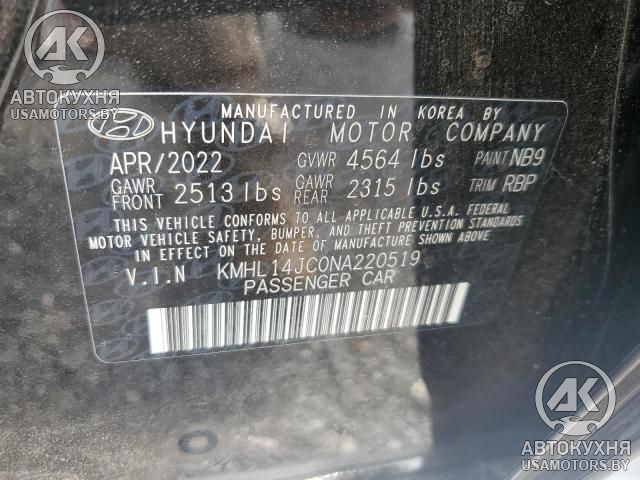 AK
АВТОКУХНЯ
USAMOTORS.BY
MANUFACTURED IN KOREA BY
HYUNDAI MOTOR COMPANY
APR/2022 GVWR 4564 lbs PAINT NB9
GAWR FRONT 2513 lbs GAWR REAR 2315 lbs TRIM RBP
THIS VEHICLE CONFORMS TO ALL APPLICABLE U.S.A. FEDERAL
MOTOR VEHICLE SAFETY, BUMPER, AND THEFT PREVENTION STANDARDS
IN EFFECT ON THE DATE OF MANUFACTURE SHOWN ABOVE.
V.I.N KMHL14JC0NA220519
PASSENGER CAR
AK
АВТОКУХНЯ
USAMOTORS.BY